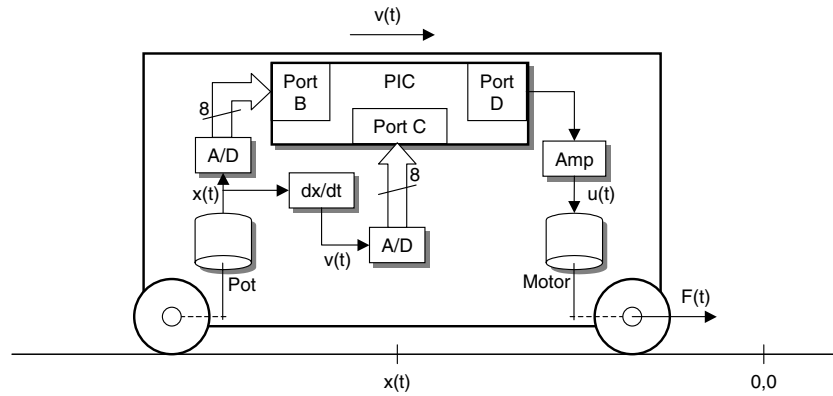 v(t)
Port
B
PIC
Port
D
8
Port C
A/D
Amp
x(t)
dx/dt
8
u(t)
A/D
v(t)
Pot
Motor
F(t)
x(t)
0,0